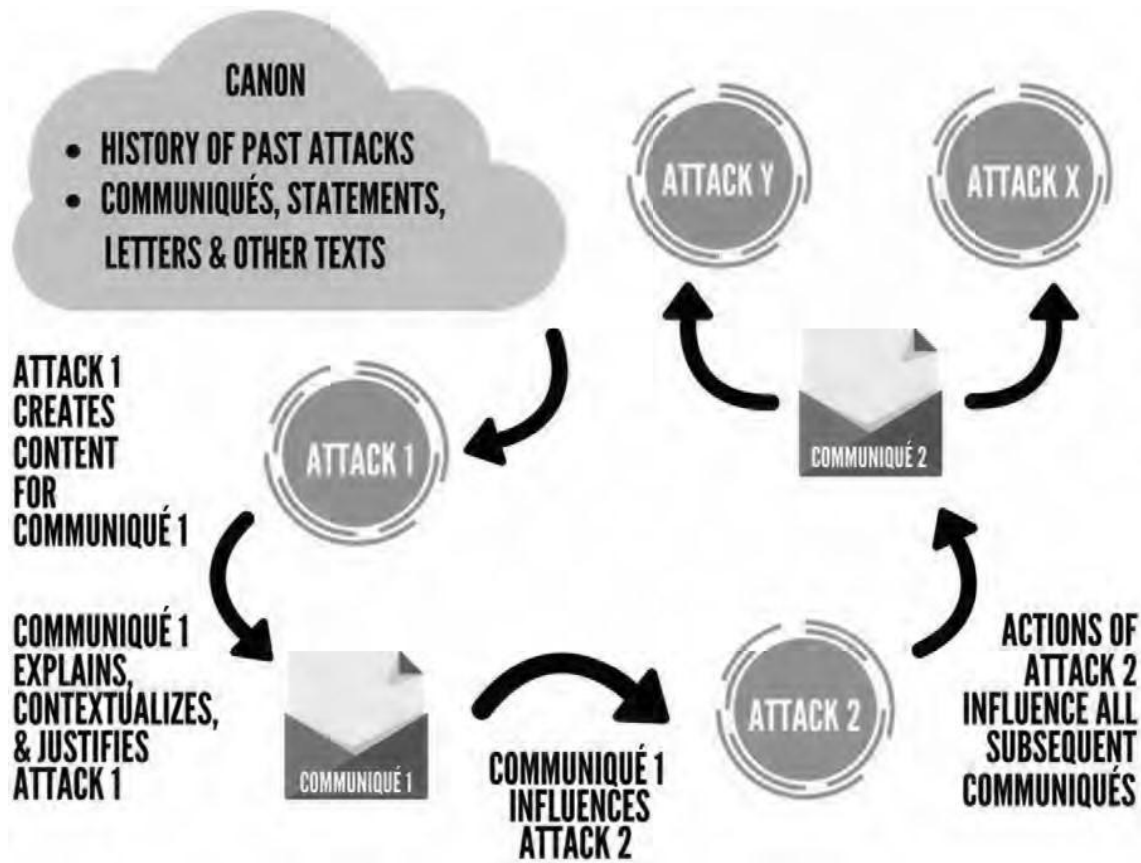 CANON
• HISTORY OF PAST ATTACKS
• COMMUNIQUÉS, STATEMENTS,
LETTERS & OTHER TEXTS
ATTACK Y
ATTACK X
ATTACK 1
CREATES
CONTENT
FOR
COMMUNIQUÉ 1
ATTACK 1
COMMUNIQUÉ 2
COMMUNIQUÉ 1
EXPLAINS,
CONTEXTUALIZES,
& JUSTIFIES
ATTACK 1
COMMUNIQUÉ 1
COMMUNIQUÉ 1
INFLUENCES
ATTACK 2
ATTACK 2
ACTIONS OF
ATTACK 2
INFLUENCE ALL
SUBSEQUENT
COMMUNIQUÉS